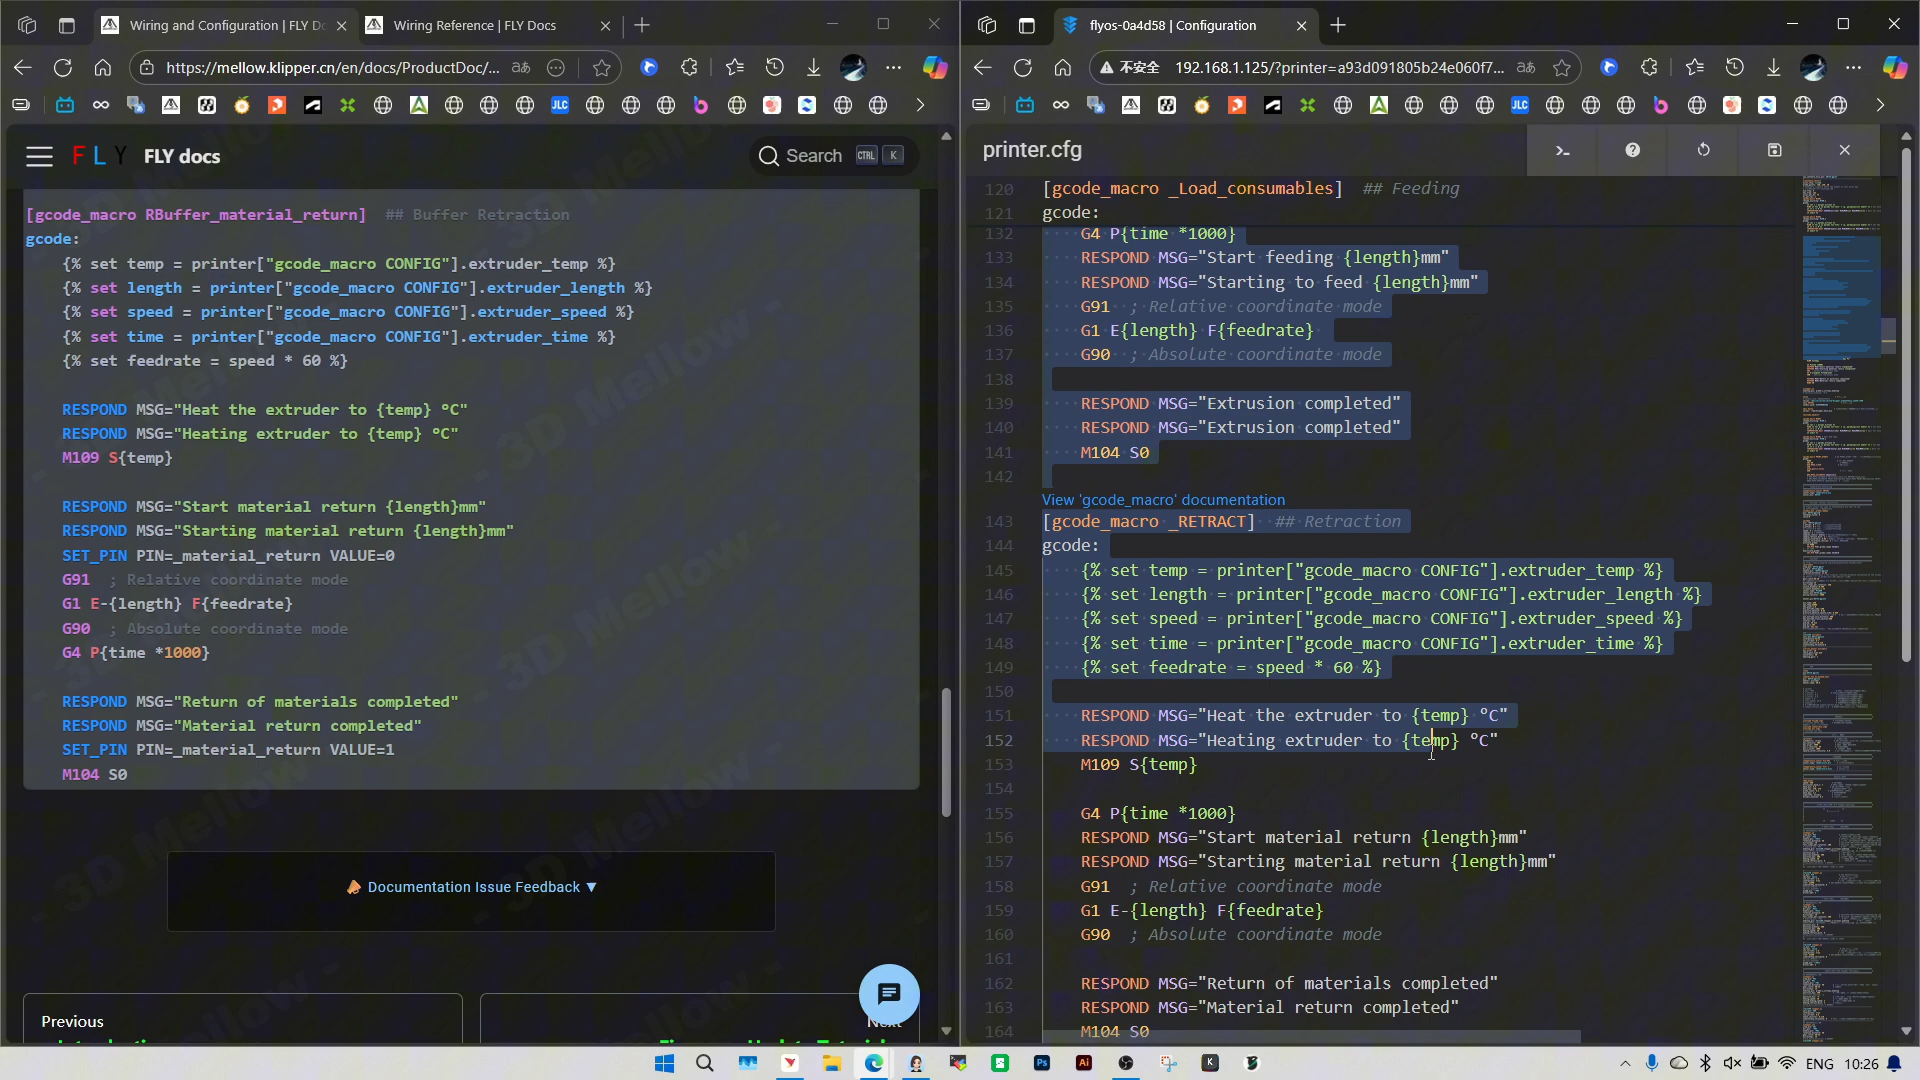 Wiring and Configuration | FLY Do
Wiring Reference | FLY Docs
https://mellow.klipper.cn/en/docs/ProductDoc/...
FLY docs
Search CTRL K
[gcode_macro RBuffer_material_return]  ## Buffer Retraction
gcode:
{% set temp = printer["gcode_macro CONFIG"].extruder_temp %}
{% set length = printer["gcode_macro CONFIG"].extruder_length %}
{% set speed = printer["gcode_macro CONFIG"].extruder_speed %}
{% set time = printer["gcode_macro CONFIG"].extruder_time %}
{% set feedrate = speed * 60 %}
RESPOND MSG="Heat the extruder to {temp} °C"
RESPOND MSG="Heating extruder to {temp} °C"
M109 S{temp}
RESPOND MSG="Start material return {length}mm"
RESPOND MSG="Starting material return {length}mm"
SET_PIN PIN=_material_return VALUE=0
G91  ; Relative coordinate mode
G1 E-{length} F{feedrate}
G90  ; Absolute coordinate mode
G4 P{time *1000}
RESPOND MSG="Return of materials completed"
RESPOND MSG="Material return completed"
SET_PIN PIN=_material_return VALUE=1
M104 S0
Documentation Issue Feedback ▼
Previous
Next
flyos-0a4d58 | Configuration
不安全 192.168.1.125/?printer=a93d091805b24e060f7...
printer.cfg
120 [gcode_macro _Load_consumables]  ## Feeding
121 gcode:
132 G4 P{time *1000}
133 RESPOND MSG="Start feeding {length}mm"
134 RESPOND MSG="Starting to feed {length}mm"
135 G91  ; Relative coordinate mode
136 G1 E{length} F{feedrate}
137 G90  ; Absolute coordinate mode
138
139 RESPOND MSG="Extrusion completed"
140 RESPOND MSG="Extrusion completed"
141 M104 S0
142
View 'gcode_macro' documentation
143 [gcode_macro _RETRACT]  ## Retraction
144 gcode:
145 {% set temp = printer["gcode_macro CONFIG"].extruder_temp %}
146 {% set length = printer["gcode_macro CONFIG"].extruder_length %}
147 {% set speed = printer["gcode_macro CONFIG"].extruder_speed %}
148 {% set time = printer["gcode_macro CONFIG"].extruder_time %}
149 {% set feedrate = speed * 60 %}
150
151 RESPOND MSG="Heat the extruder to {temp} °C"
152 RESPOND MSG="Heating extruder to {temp} °C"
153 M109 S{temp}
154
155 G4 P{time *1000}
156 RESPOND MSG="Start material return {length}mm"
157 RESPOND MSG="Starting material return {length}mm"
158 G91  ; Relative coordinate mode
159 G1 E-{length} F{feedrate}
160 G90  ; Absolute coordinate mode
161
162 RESPOND MSG="Return of materials completed"
163 RESPOND MSG="Material return completed"
164 M104 S0
ENG 10:26